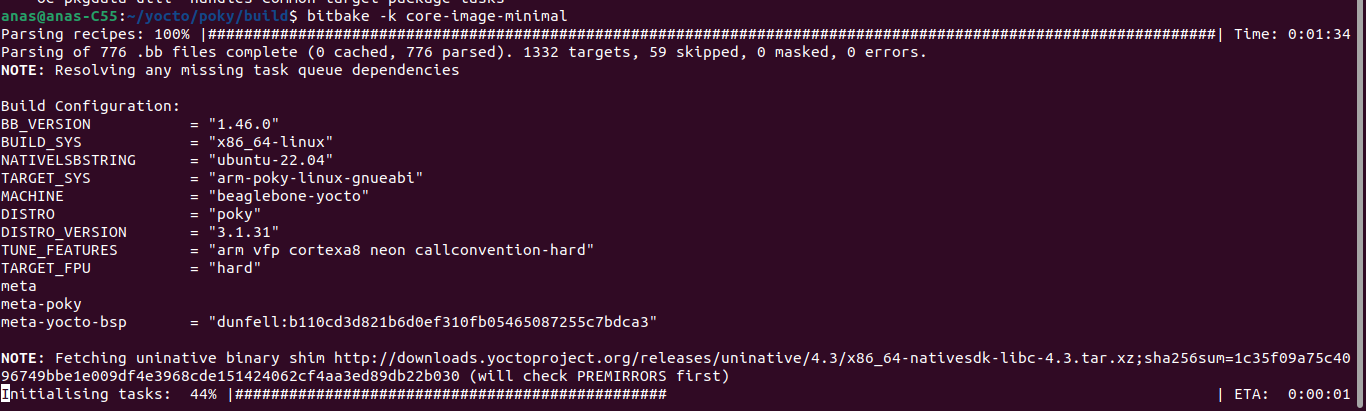 anas@anas-C55:~/yocto/poky/build$ bitbake -k core-image-minimal
Parsing recipes: 100% |################################################################################################################| Time: 0:01:34
Parsing of 776 .bb files complete (0 cached, 776 parsed). 1332 targets, 59 skipped, 0 masked, 0 errors.
NOTE: Resolving any missing task queue dependencies
Build Configuration:
BB_VERSION           = "1.46.0"
BUILD_SYS            = "x86_64-linux"
NATIVELSBSTRING      = "ubuntu-22.04"
TARGET_SYS           = "arm-poky-linux-gnueabi"
MACHINE              = "beaglebone-yocto"
DISTRO               = "poky"
DISTRO_VERSION       = "3.1.31"
TUNE_FEATURES        = "arm vfp cortexa8 neon callconvention-hard"
TARGET_FPU           = "hard"
meta
meta-poky
meta-yocto-bsp       = "dunfell:b110cd3d821b6d0ef310fb05465087255c7bdca3"
NOTE: Fetching uninative binary shim http://downloads.yoctoproject.org/releases/uninative/4.3/x86_64-nativesdk-libc-4.3.tar.xz;sha256sum=1c35f09a75c40
96749bbe1e009df4e3968cde151424062cf4aa3ed89db22b030 (will check PREMIRRORS first)
Initialising tasks:  44% |################################################                                                             | ETA:  0:00:01